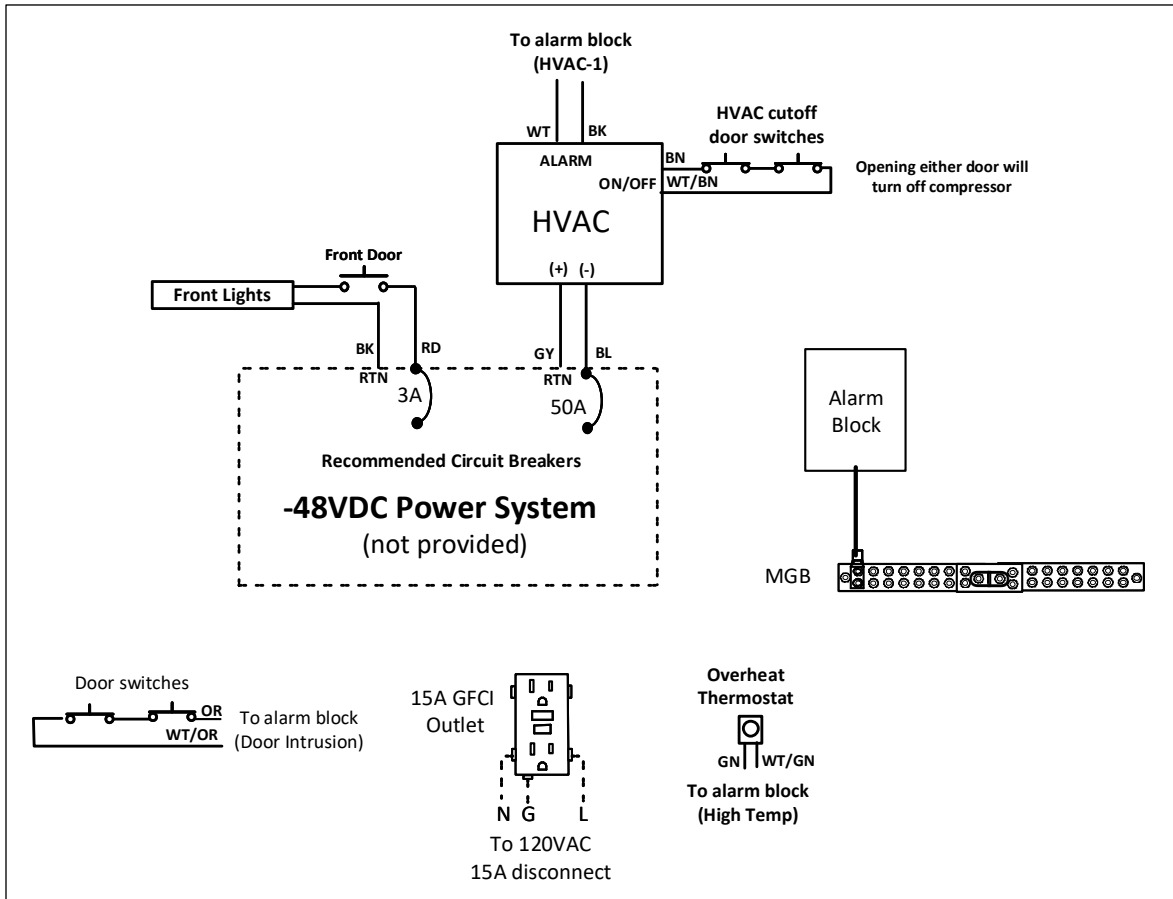 To alarm block
(HVAC-1)
WT
BK
HVAC cutoff
door switches
ALARM
BN
ON/OFF
WT/BN
Opening either door will
turn off compressor
HVAC
(+)
(-)
Front Door
Front Lights
BK
RD
GY
BL
RTN
RTN
3A
50A
Recommended Circuit Breakers
-48VDC Power System
(not provided)
Alarm
Block
MGB
Door switches
OR
WT/OR
To alarm block
(Door Intrusion)
15A GFCI
Outlet
N G L
To 120VAC
15A disconnect
Overheat
Thermostat
GN
WT/GN
To alarm block
(High Temp)